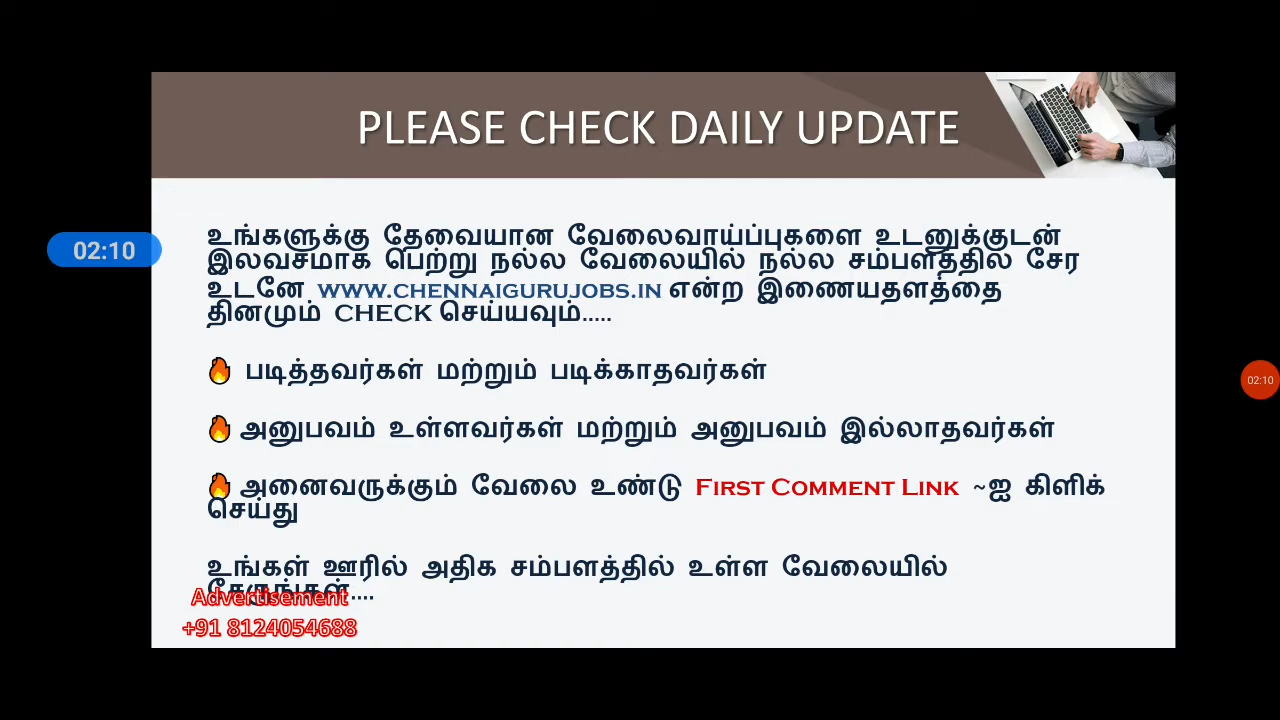 PLEASE CHECK DAILY UPDATE
02:10
உங்களுக்கு தேவையான வேலைவாய்ப்புகளை உடனுக்குடன்
இலவசமாக பெற்று நல்ல வேலையில் நல்ல சம்பளத்தில் சேர
உடனே WWW.CHENNAIGURUJOBS.IN என்ற இணையதளத்தை
தினமும் CHECK செய்யவும்.....
02:10
🔥 படித்தவர்கள் மற்றும் படிக்காதவர்கள்
🔥 அனுபவம் உள்ளவர்கள் மற்றும் அனுபவம் இல்லாதவர்கள்
🔥 அனைவருக்கும் வேலை உண்டு First Comment Link ~ஐ கிளிக்
செய்து
உங்கள் ஊரில் அதிக சம்பளத்தில் உள்ள வேலையில்
சேருங்கள்....
Advertisement
+91 8124054688